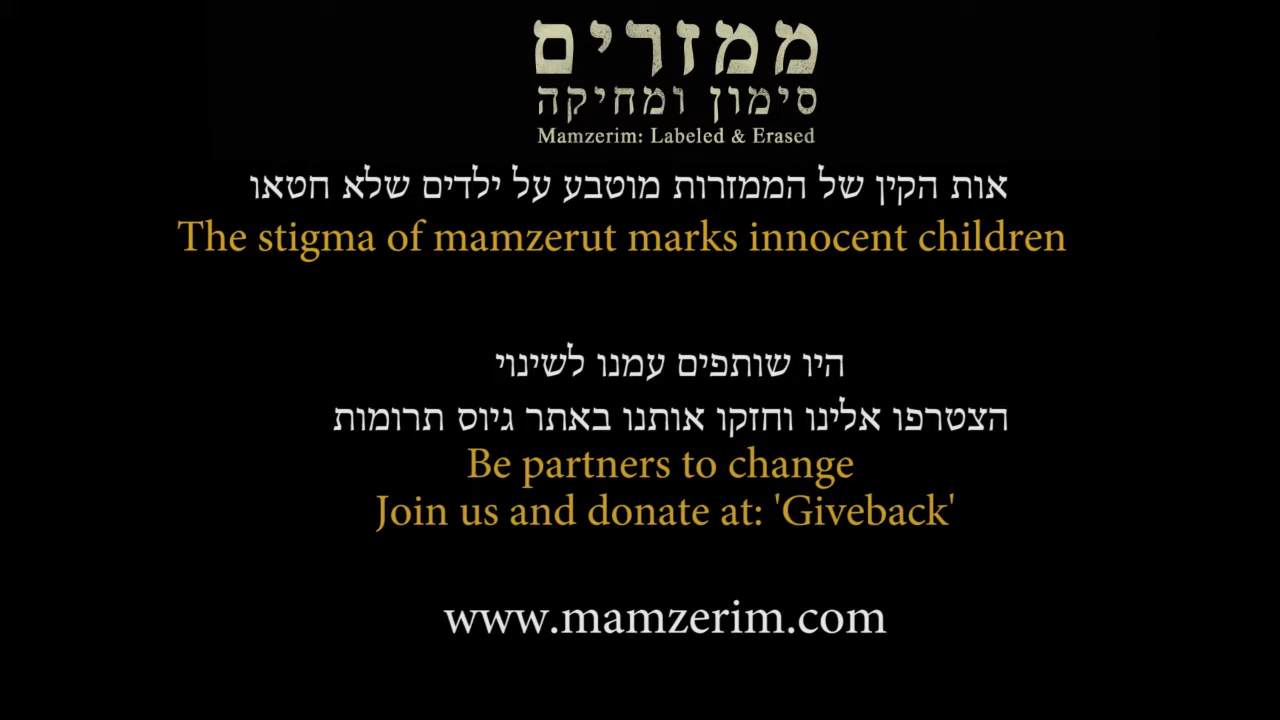 ממזרים
סימון ומחיקה
Mamzerim: Labeled & Erased
אות הקין של הממזרות מוטבע על ילדים שלא חטאו
The stigma of mamzerut marks innocent children
היו שותפים עמנו לשינוי
הצטרפו אלינו וחזקו אותנו באתר גיוס תרומות
Be partners to change
Join us and donate at: 'Giveback'
www.mamzerim.com